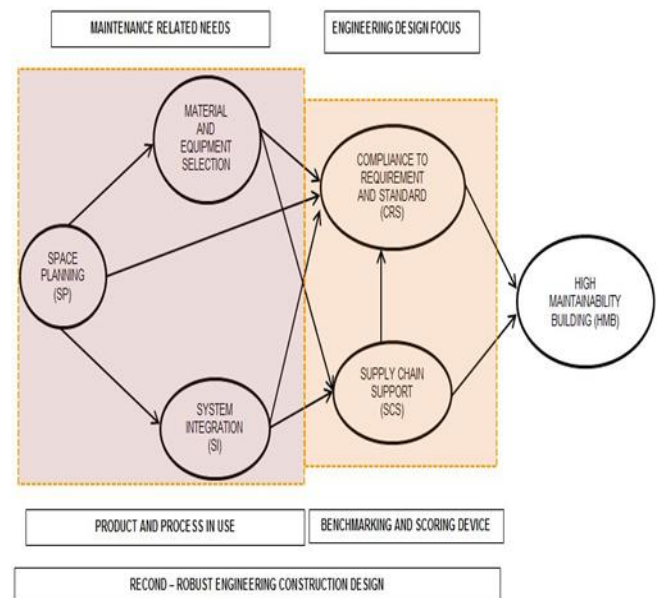 MAINTENANCE RELATED NEEDS
ENGINEERING DESIGN FOCUS
MATERIAL
AND
EQUIPMENT
SELECTION
COMPLIANCE TO
REQUIREMENT
AND STANDARD
(CRS)
SPACE
PLANNING
(SP)
HIGH
MAINTAINABILITY
BUILDING (HMB)
SYSTEM
INTEGRATION
(SI)
SUPPLY CHAIN
SUPPORT
(SCS)
PRODUCT AND PROCESS IN USE
BENCHMARKING AND SCORING DEVICE
RECOND – ROBUST ENGINEERING CONSTRUCTION DESIGN